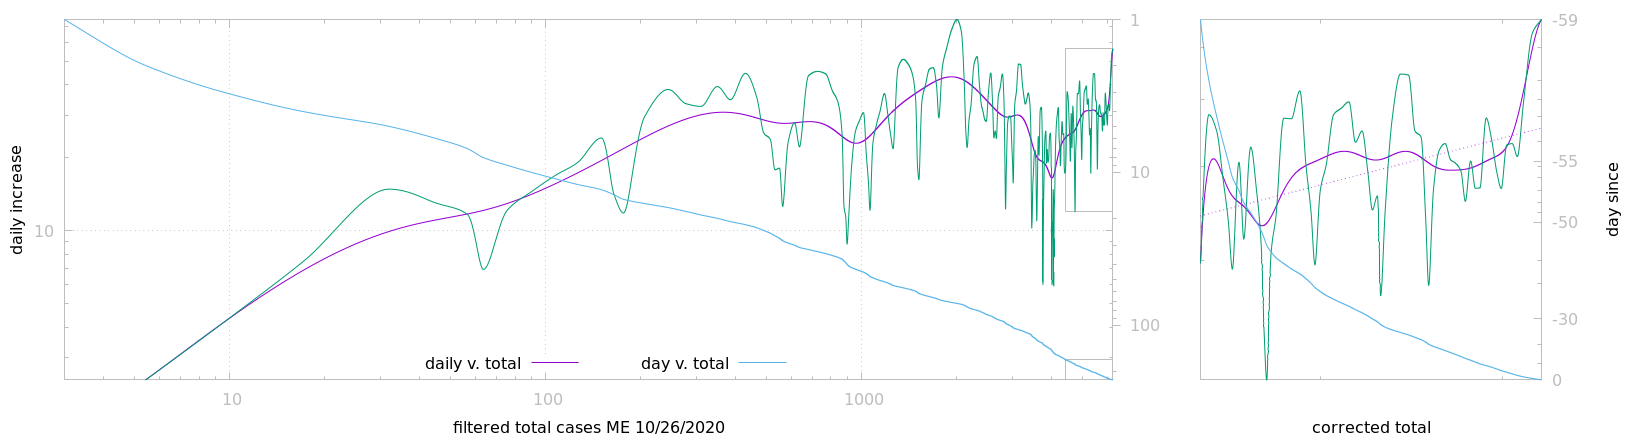 daily increase
10
daily v. total
day v. total
10
100
1000
filtered total cases ME 10/26/2020
1
10
100
-59
-55
-50
-30
0
day since
corrected total